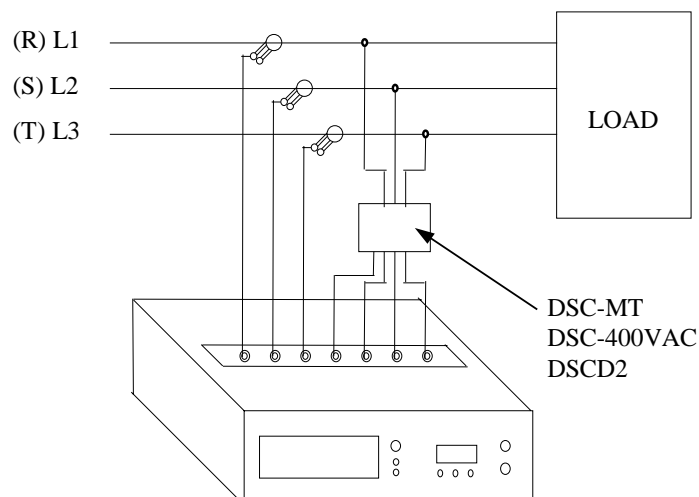 (R) L1
(S) L2
(T) L3
LOAD
DSC-MT
DSC-400VAC
DSCD2